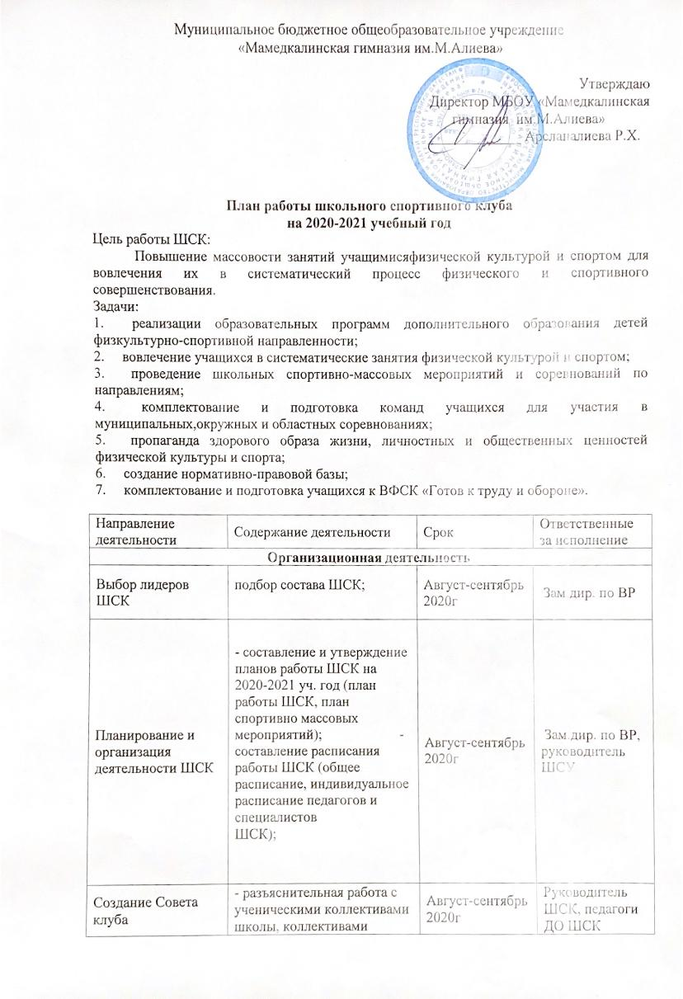 Муниципальное бюджетное общеобразовательное учреждение
«Мамедкалинская гимназия им.М.Алиева»
Утверждаю
Директор МБОУ «Мамедкалинская
гимназия им.М.Алиева»
Арсланалиева Р.Х.
План работы школьного спортивного клуба
на 2020-2021 учебный год
Цель работы ШСК:
Повышение массовости занятий учащимисяфизической культурой и спортом для
вовлечения их в систематический процесс физического и спортивного
совершенствования.
Задачи:
1. реализации образовательных программ дополнительного образования детей
физкультурно-спортивной направленности;
2. вовлечение учащихся в систематические занятия физической культурой и спортом;
3. проведение школьных спортивно-массовых мероприятий и соревнований по
направлениям;
4. комплектование и подготовка команд учащихся для участия в
муниципальных,окружных и областных соревнованиях;
5. пропаганда здорового образа жизни, личностных и общественных ценностей
физической культуры и спорта;
6. создание нормативно-правовой базы;
7. комплектование и подготовка учащихся к ВФСК «Готов к труду и обороне».
Направление
деятельности
Содержание деятельности
Срок
Ответственные
за исполнение
Организационная деятельность
Выбор лидеров
ШСК
подбор состава ШСК;
Август-сентябрь
2020г
Зам дир. по ВР
Планирование и
организация
деятельности ШСК
- составление и утверждение
планов работы ШСК на
2020-2021 уч. год (план
работы ШСК, план
спортивно массовых
мероприятий); -
составление расписания
работы ШСК (общее
расписание, индивидуальное
расписание педагогов и
специалистов
ШСК);
Август-сентябрь
2020г
Зам.дир. по ВР,
руководитель
ШСУ
Создание Совета
клуба
- разъяснительная работа с
ученическими коллективами
школы, коллективами
Август-сентябрь
2020г
Руководитель
ШСК, педагоги
ДО ШСК